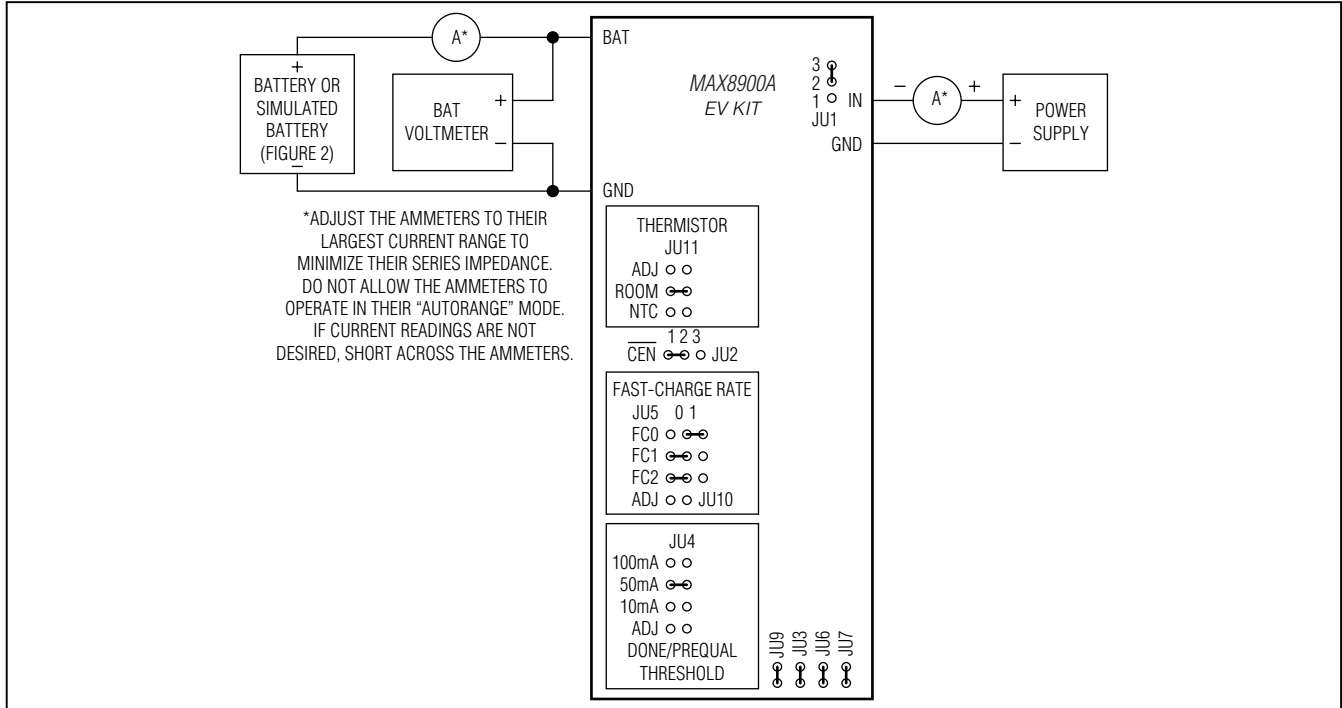 A*
BAT
+
BATTERY OR
SIMULATED
BATTERY
(FIGURE 2)
−
BAT
VOLTMETER
+
−
GND
MAX8900A
EV KIT
3
2
1
JU1
IN
GND
−
A*
+
+
POWER
SUPPLY
−
*ADJUST THE AMMETERS TO THEIR
LARGEST CURRENT RANGE TO
MINIMIZE THEIR SERIES IMPEDANCE.
DO NOT ALLOW THE AMMETERS TO
OPERATE IN THEIR “AUTORANGE” MODE.
IF CURRENT READINGS ARE NOT
DESIRED, SHORT ACROSS THE AMMETERS.
THERMISTOR
JU11
ADJ
ROOM
NTC
1 2 3
CEN JU2
FAST-CHARGE RATE
JU5 0 1
FC0
FC1
FC2
ADJ JU10
JU4
100mA
50mA
10mA
ADJ
DONE/PREQUAL
THRESHOLD
JU9
JU3
JU6
JU7